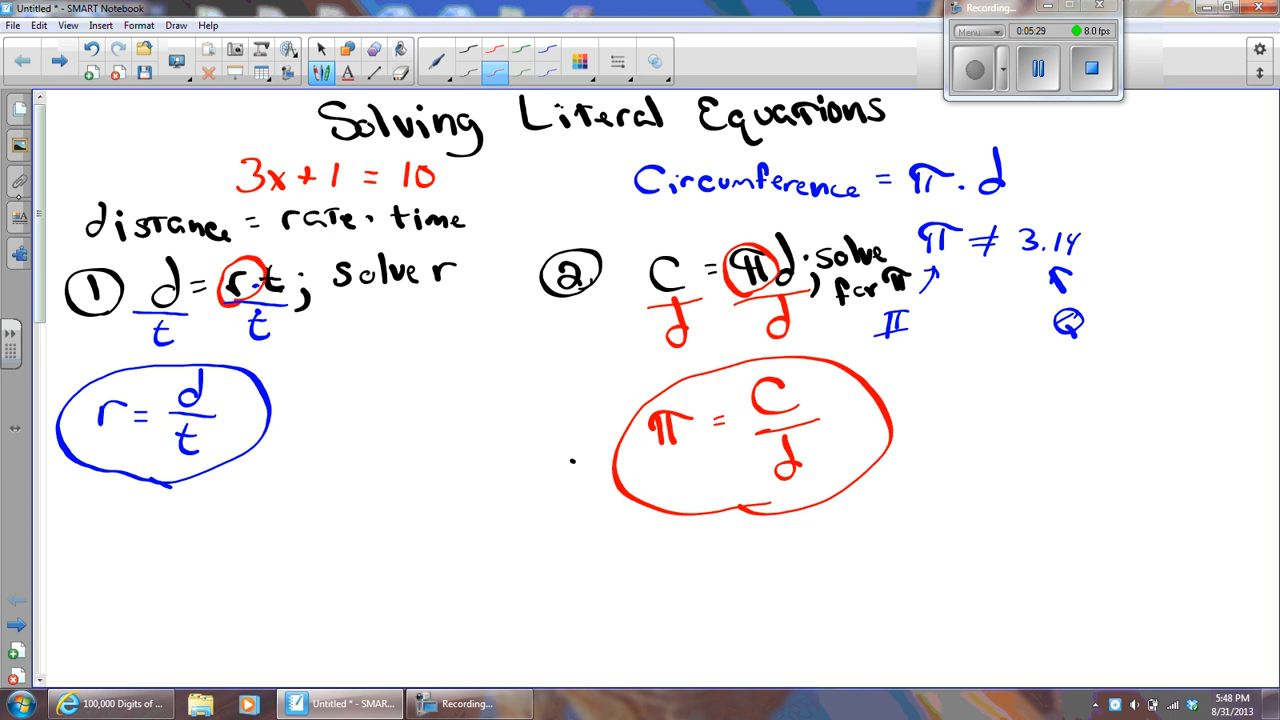 Untitled * - SMART Notebook
Recording...
File Edit View Insert Format Draw Help
Menu 0:05:29 8.0 fps
A
Solving Literal Equations
3x + 1 = 10
Circumference = π · d
distance = rate · time
π ≠ 3.14
1 d = r · t ; solve r
2 C = πd ; solve for π
t t
d d
II Q
r = d/t
π = C/d
100,000 Digits of ...
Untitled * - SMAR...
Recording...
5:48 PM
8/31/2013